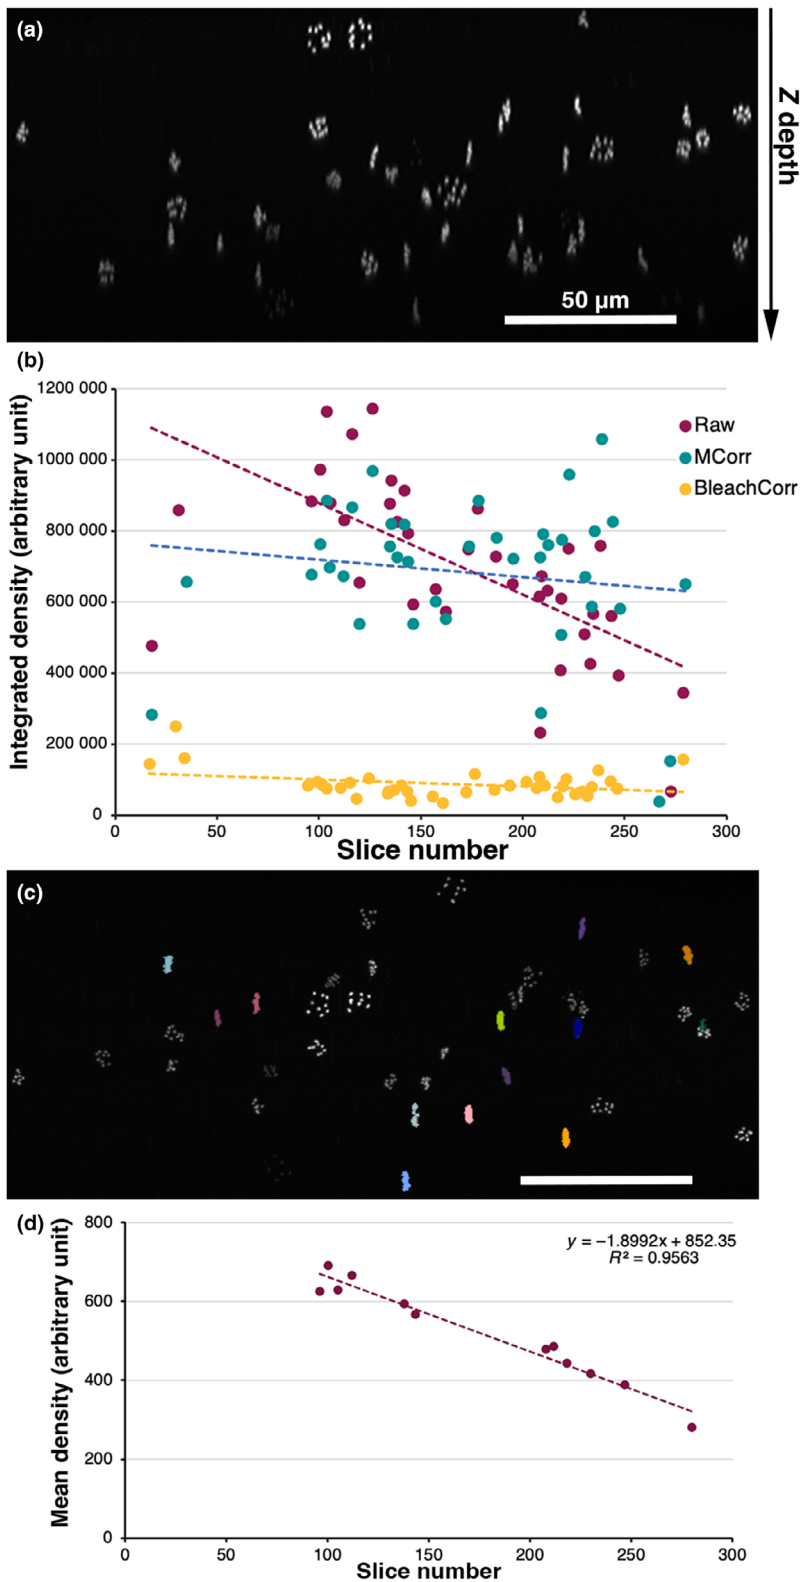 (a)
Z depth
50 μm
(b)
Integrated density (arbitrary unit)
1200 000
1000 000
800 000
600 000
400 000
200 000
0
Raw
MCorr
BleachCorr
0 50 100 150 200 250 300
Slice number
(c)
(d)
Mean density (arbitrary unit)
800
600
400
200
0
y = −1.8992x + 852.35
R² = 0.9563
0 50 100 150 200 250 300
Slice number